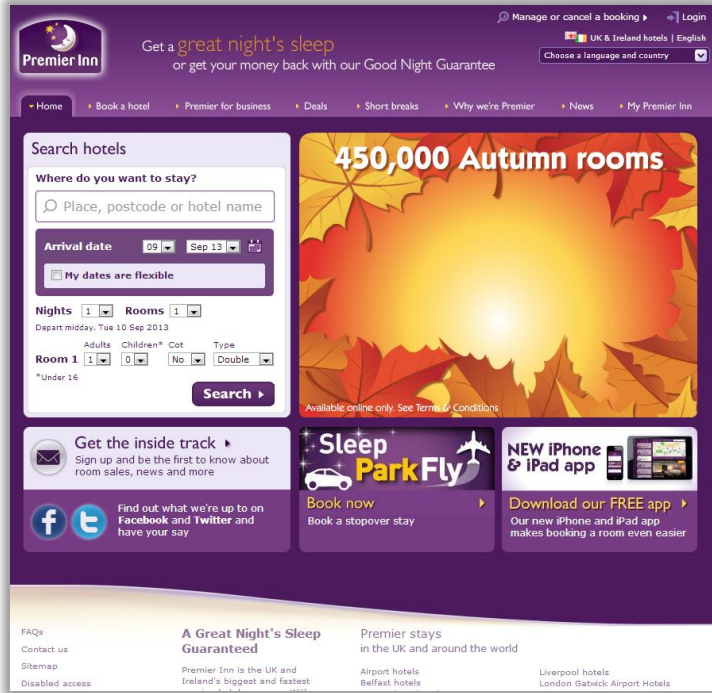 Premier Inn
Get a great night's sleep
or get your money back with our Good Night Guarantee
Manage or cancel a booking
Login
UK & Ireland hotels | English
Choose a language and country
Home
Book a hotel
Premier for business
Deals
Short breaks
Why we're Premier
News
My Premier Inn
Search hotels
Where do you want to stay?
Place, postcode or hotel name
Arrival date 09 Sep 13
My dates are flexible
Nights 1 Rooms 1
Depart midday, Tue 10 Sep 2013
Adults Children* Cot Type
Room 1 1 0 No Double
*Under 16
Search
450,000 Autumn rooms
Available online only. See Terms & Conditions
Get the inside track
Sign up and be the first to know about
room sales, news and more
Find out what we're up to on
Facebook and Twitter and
have your say
Sleep
ParkFly
Book now
Book a stopover stay
NEW iPhone
& iPad app
Download our FREE app
Our new iPhone and iPad app
makes booking a room even easier
FAQs
Contact us
Sitemap
Disabled access
A Great Night's Sleep
Guaranteed
Premier Inn is the UK and
Ireland's biggest and fastest
Premier stays
in the UK and around the world
Airport hotels
Belfast hotels
Liverpool hotels
London Gatwick Airport Hotels